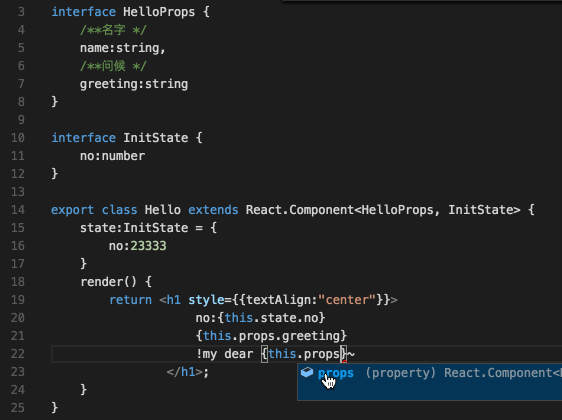 3 interface HelloProps {
4 /**名字 */
5 name:string,
6 /**问候 */
7 greeting:string
8 }
9
10 interface InitState {
11 no:number
12 }
13
14 export class Hello extends React.Component<HelloProps, InitState> {
15 state:InitState = {
16 no:23333
17 }
18 render() {
19 return <h1 style={{textAlign:"center"}}>
20 no:{this.state.no}
21 {this.props.greeting}
22 !my dear {this.props}~
23 </h1>;
props (property) React.Component<
24 }
25 }